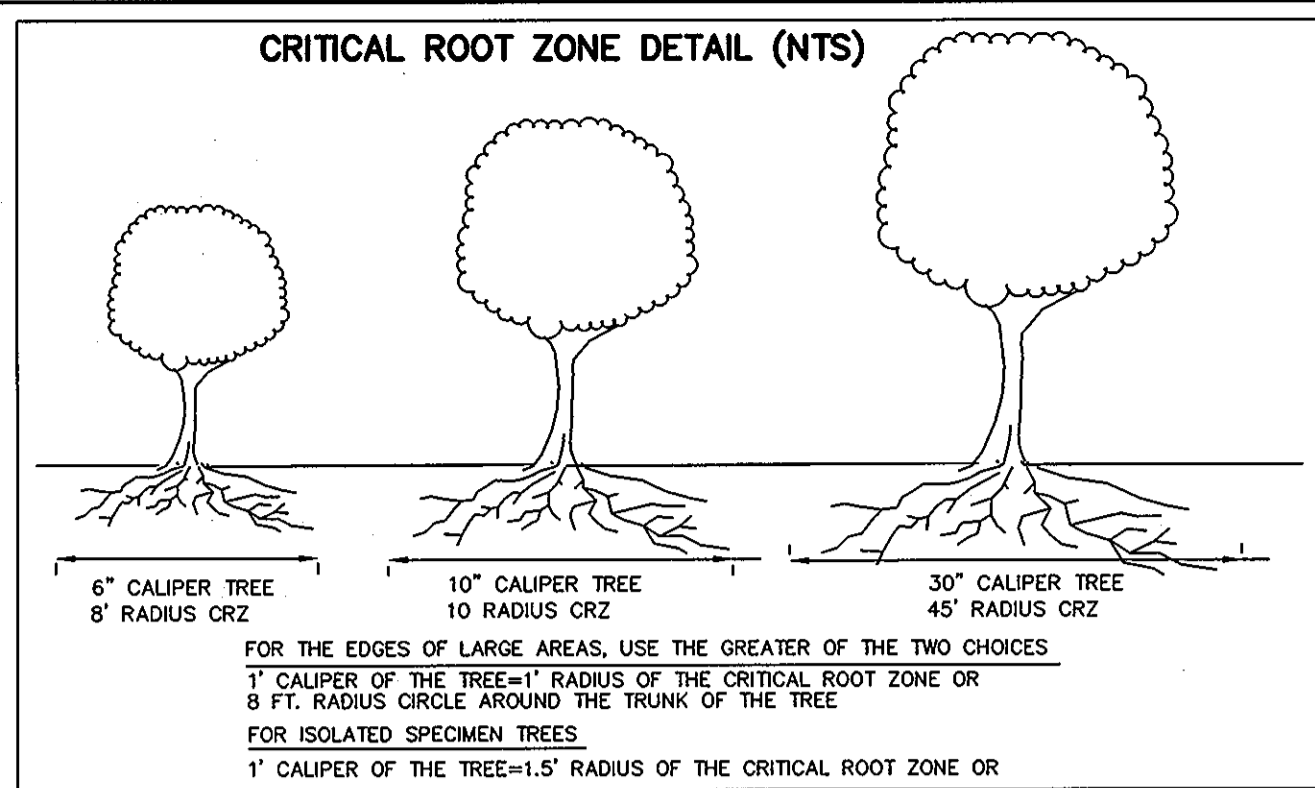 CRITICAL ROOT ZONE DETAIL (NTS)
6" CALIPER TREE
8' RADIUS CRZ
10" CALIPER TREE
10 RADIUS CRZ
30" CALIPER TREE
45' RADIUS CRZ
FOR THE EDGES OF LARGE AREAS, USE THE GREATER OF THE TWO CHOICES
1' CALIPER OF THE TREE=1' RADIUS OF THE CRITICAL ROOT ZONE OR
8 FT. RADIUS CIRCLE AROUND THE TRUNK OF THE TREE
FOR ISOLATED SPECIMEN TREES
1' CALIPER OF THE TREE=1.5' RADIUS OF THE CRITICAL ROOT ZONE OR